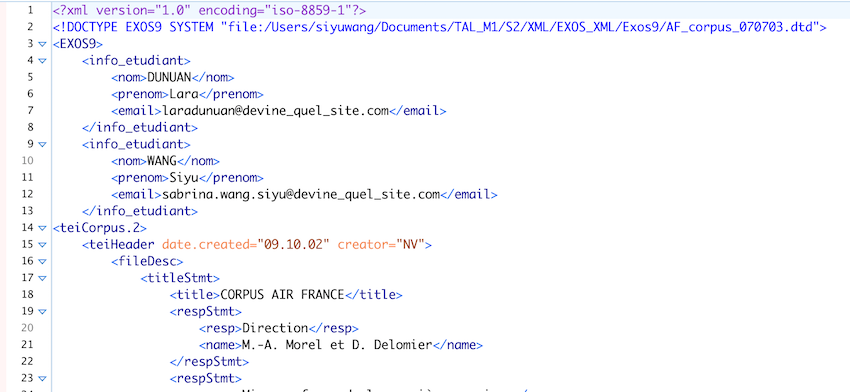 1 <?xml version="1.0" encoding="iso-8859-1"?>
2 <!DOCTYPE EXOS9 SYSTEM "file:/Users/siyuwang/Documents/TAL_M1/S2/XML/EXOS_XML/Exos9/AF_corpus_070703.dtd">
3 <EXOS9>
4 <info_etudiant>
5 <nom>DUNUAN</nom>
6 <prenom>Lara</prenom>
7 <email>laradunuan@devine_quel_site.com</email>
8 </info_etudiant>
9 <info_etudiant>
10 <nom>WANG</nom>
11 <prenom>Siyu</prenom>
12 <email>sabrina.wang.siyu@devine_quel_site.com</email>
13 </info_etudiant>
14 <teiCorpus.2>
15 <teiHeader date.created="09.10.02" creator="NV">
16 <fileDesc>
17 <titleStmt>
18 <title>CORPUS AIR FRANCE</title>
19 <respStmt>
20 <resp>Direction</resp>
21 <name>M.-A. Morel et D. Delomier</name>
22 </respStmt>
23 <respStmt>